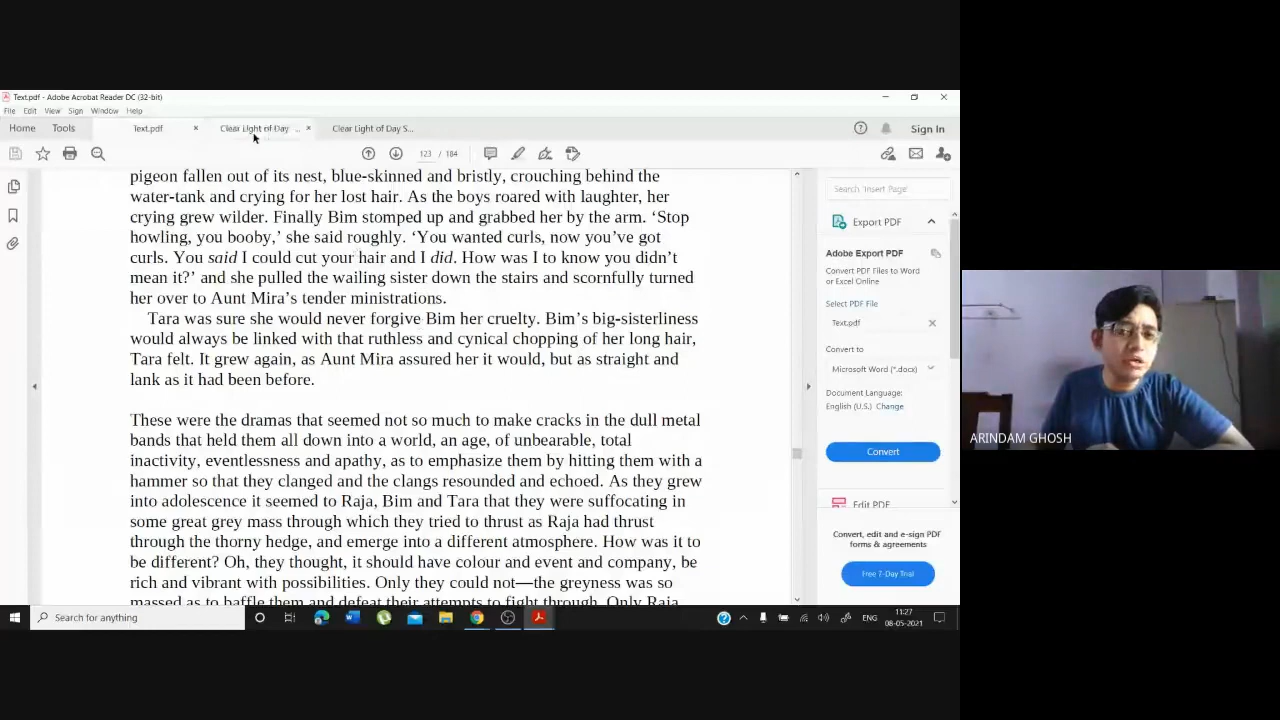 Text.pdf - Adobe Acrobat Reader DC (32-bit)
File Edit View Sign Window Help
Home Tools Text.pdf × Clear Light of Day ... × Clear Light of Day S... Sign In
123 / 184
pigeon fallen out of its nest, blue-skinned and bristly, crouching behind the
water-tank and crying for her lost hair. As the boys roared with laughter, her
crying grew wilder. Finally Bim stomped up and grabbed her by the arm. ‘Stop
howling, you booby,’ she said roughly. ‘You wanted curls, now you’ve got
curls. You said I could cut your hair and I did. How was I to know you didn’t
mean it?’ and she pulled the wailing sister down the stairs and scornfully turned
her over to Aunt Mira’s tender ministrations.
Tara was sure she would never forgive Bim her cruelty. Bim’s big-sisterliness
would always be linked with that ruthless and cynical chopping of her long hair,
Tara felt. It grew again, as Aunt Mira assured her it would, but as straight and
lank as it had been before.
These were the dramas that seemed not so much to make cracks in the dull metal
bands that held them all down into a world, an age, of unbearable, total
inactivity, eventlessness and apathy, as to emphasize them by hitting them with a
hammer so that they clanged and the clangs resounded and echoed. As they grew
into adolescence it seemed to Raja, Bim and Tara that they were suffocating in
some great grey mass through which they tried to thrust as Raja had thrust
through the thorny hedge, and emerge into a different atmosphere. How was it to
be different? Oh, they thought, it should have colour and event and company, be
rich and vibrant with possibilities. Only they could not—the greyness was so
massed as to baffle them and defeat their attempts to fight through. Only Raja
Search 'Insert Page'
Export PDF
Adobe Export PDF
Convert PDF Files to Word
or Excel Online
Select PDF File
Text.pdf ×
Convert to
Microsoft Word (*.docx)
Document Language:
English (U.S.) Change
Convert
Edit PDF
Convert, edit and e-sign PDF
forms & agreements
Free 7-Day Trial
ARINDAM GHOSH
Search for anything
ENG
11:27
08-05-2021